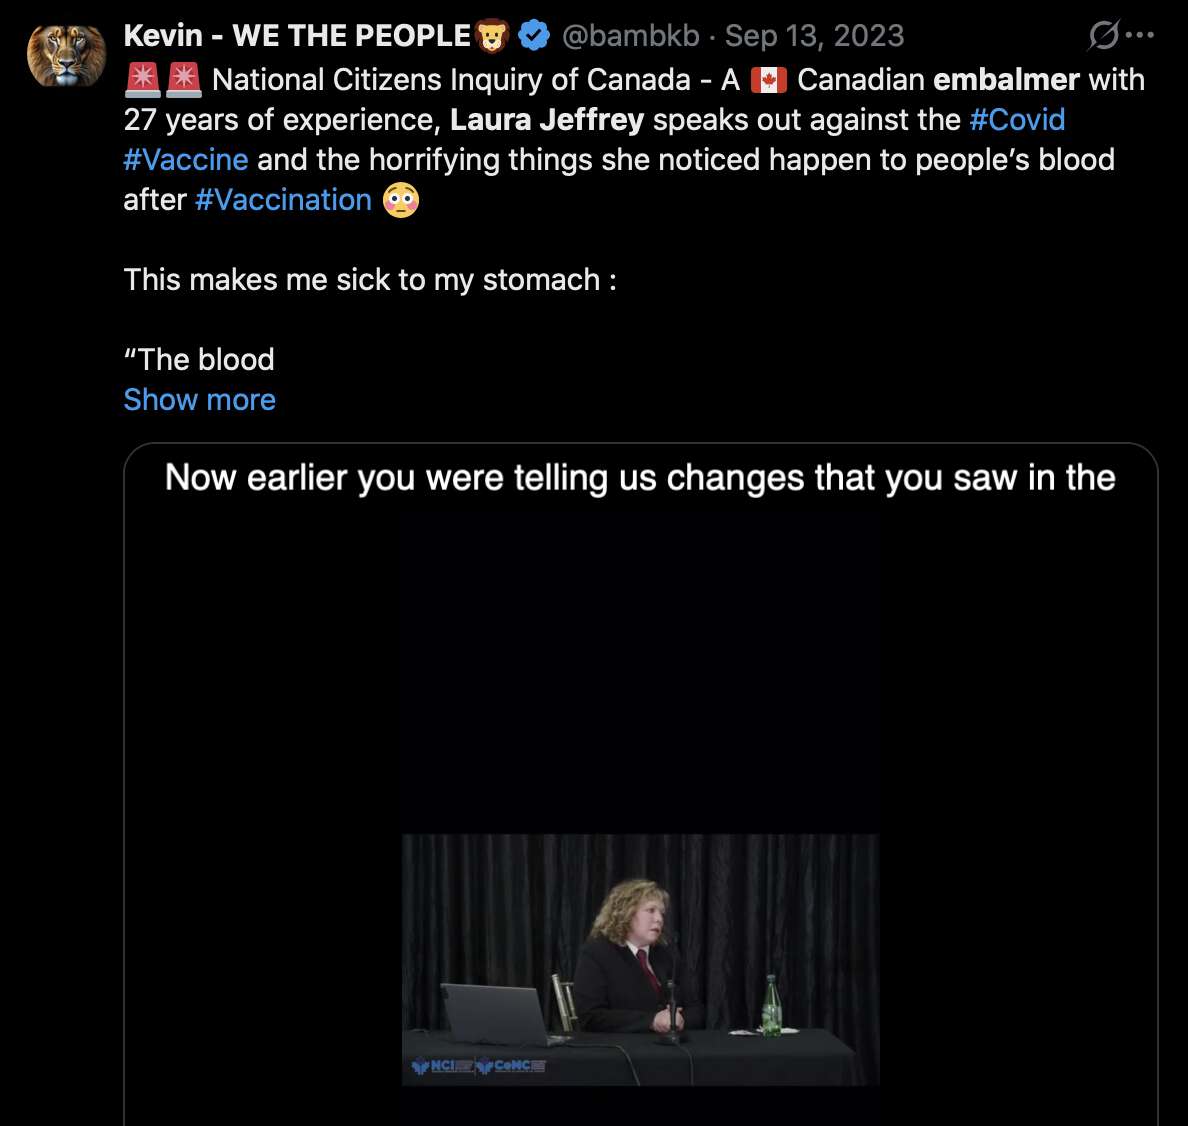 Kevin - WE THE PEOPLE🦁 @bambkb · Sep 13, 2023
🚨🚨 National Citizens Inquiry of Canada - A 🇨🇦 Canadian embalmer with
27 years of experience, Laura Jeffrey speaks out against the #Covid
#Vaccine and the horrifying things she noticed happen to people’s blood
after #Vaccination 😳
This makes me sick to my stomach :
“The blood
Show more
Now earlier you were telling us changes that you saw in the
NCI CeNC